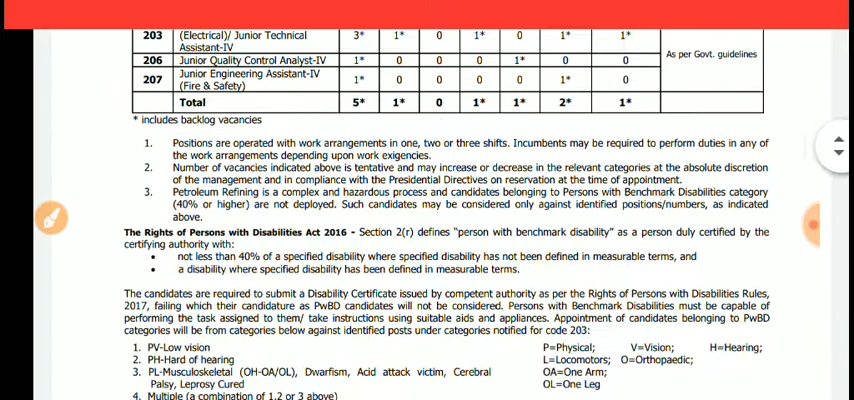 203 (Electrical)/ Junior Technical Assistant-IV 3* 1* 0 1* 0 1* 1*
As per Govt. guidelines
206 Junior Quality Control Analyst-IV 1* 0 0 0 1* 0 0
207 Junior Engineering Assistant-IV (Fire & Safety) 1* 0 0 0 0 1* 0
Total 5* 1* 0 1* 1* 2* 1*
* includes backlog vacancies
1. Positions are operated with work arrangements in one, two or three shifts. Incumbents may be required to perform duties in any of
the work arrangements depending upon work exigencies.
2. Number of vacancies indicated above is tentative and may increase or decrease in the relevant categories at the absolute discretion
of the management and in compliance with the Presidential Directives on reservation at the time of appointment.
3. Petroleum Refining is a complex and hazardous process and candidates belonging to Persons with Benchmark Disabilities category
(40% or higher) are not deployed. Such candidates may be considered only against identified positions/numbers, as indicated
above.
The Rights of Persons with Disabilities Act 2016 - Section 2(r) defines "person with benchmark disability" as a person duly certified by the
certifying authority with:
• not less than 40% of a specified disability where specified disability has not been defined in measurable terms, and
• a disability where specified disability has been defined in measurable terms.
The candidates are required to submit a Disability Certificate issued by competent authority as per the Rights of Persons with Disabilities Rules,
2017, failing which their candidature as PwBD candidates will not be considered. Persons with Benchmark Disabilities must be capable of
performing the task assigned to them/ take instructions using suitable aids and appliances. Appointment of candidates belonging to PwBD
categories will be from categories below against identified posts under categories notified for code 203:
1. PV-Low vision P=Physical; V=Vision; H=Hearing;
2. PH-Hard of hearing L=Locomotors; O=Orthopaedic;
3. PL-Musculoskeletal (OH-OA/OL), Dwarfism, Acid attack victim, Cerebral OA=One Arm;
Palsy, Leprosy Cured OL=One Leg
4. Multiple (a combination of 1,2 or 3 above)